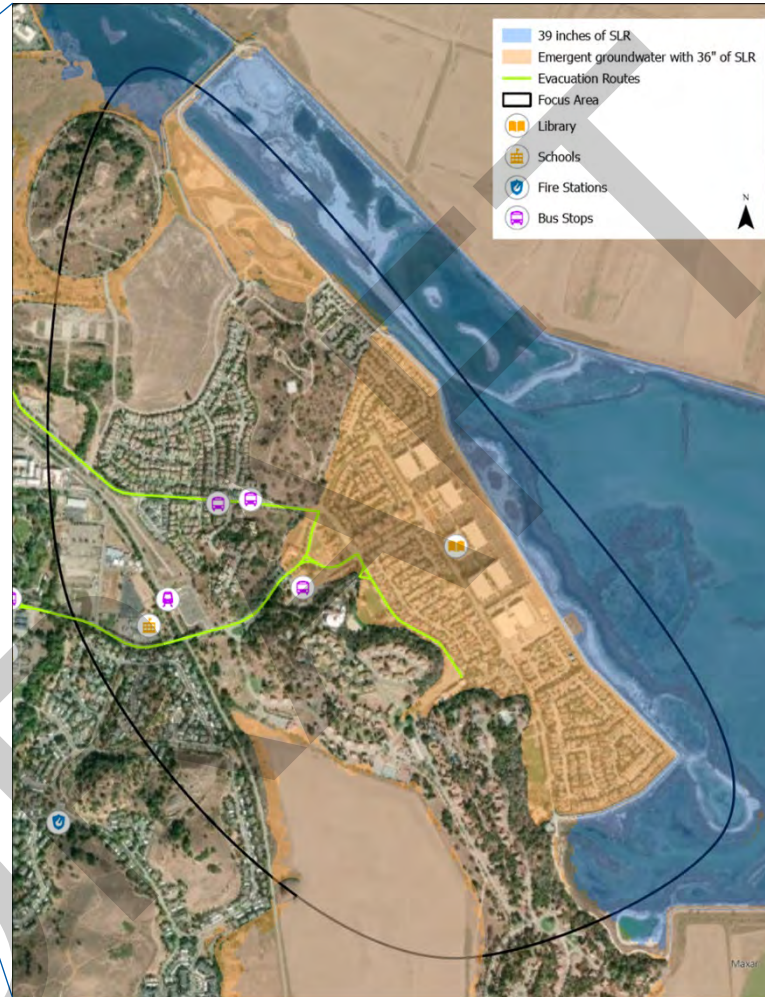 39 inches of SLR
Emergent groundwater with 36" of SLR
Evacuation Routes
Focus Area
Library
Schools
Fire Stations
Bus Stops
N
Maxar